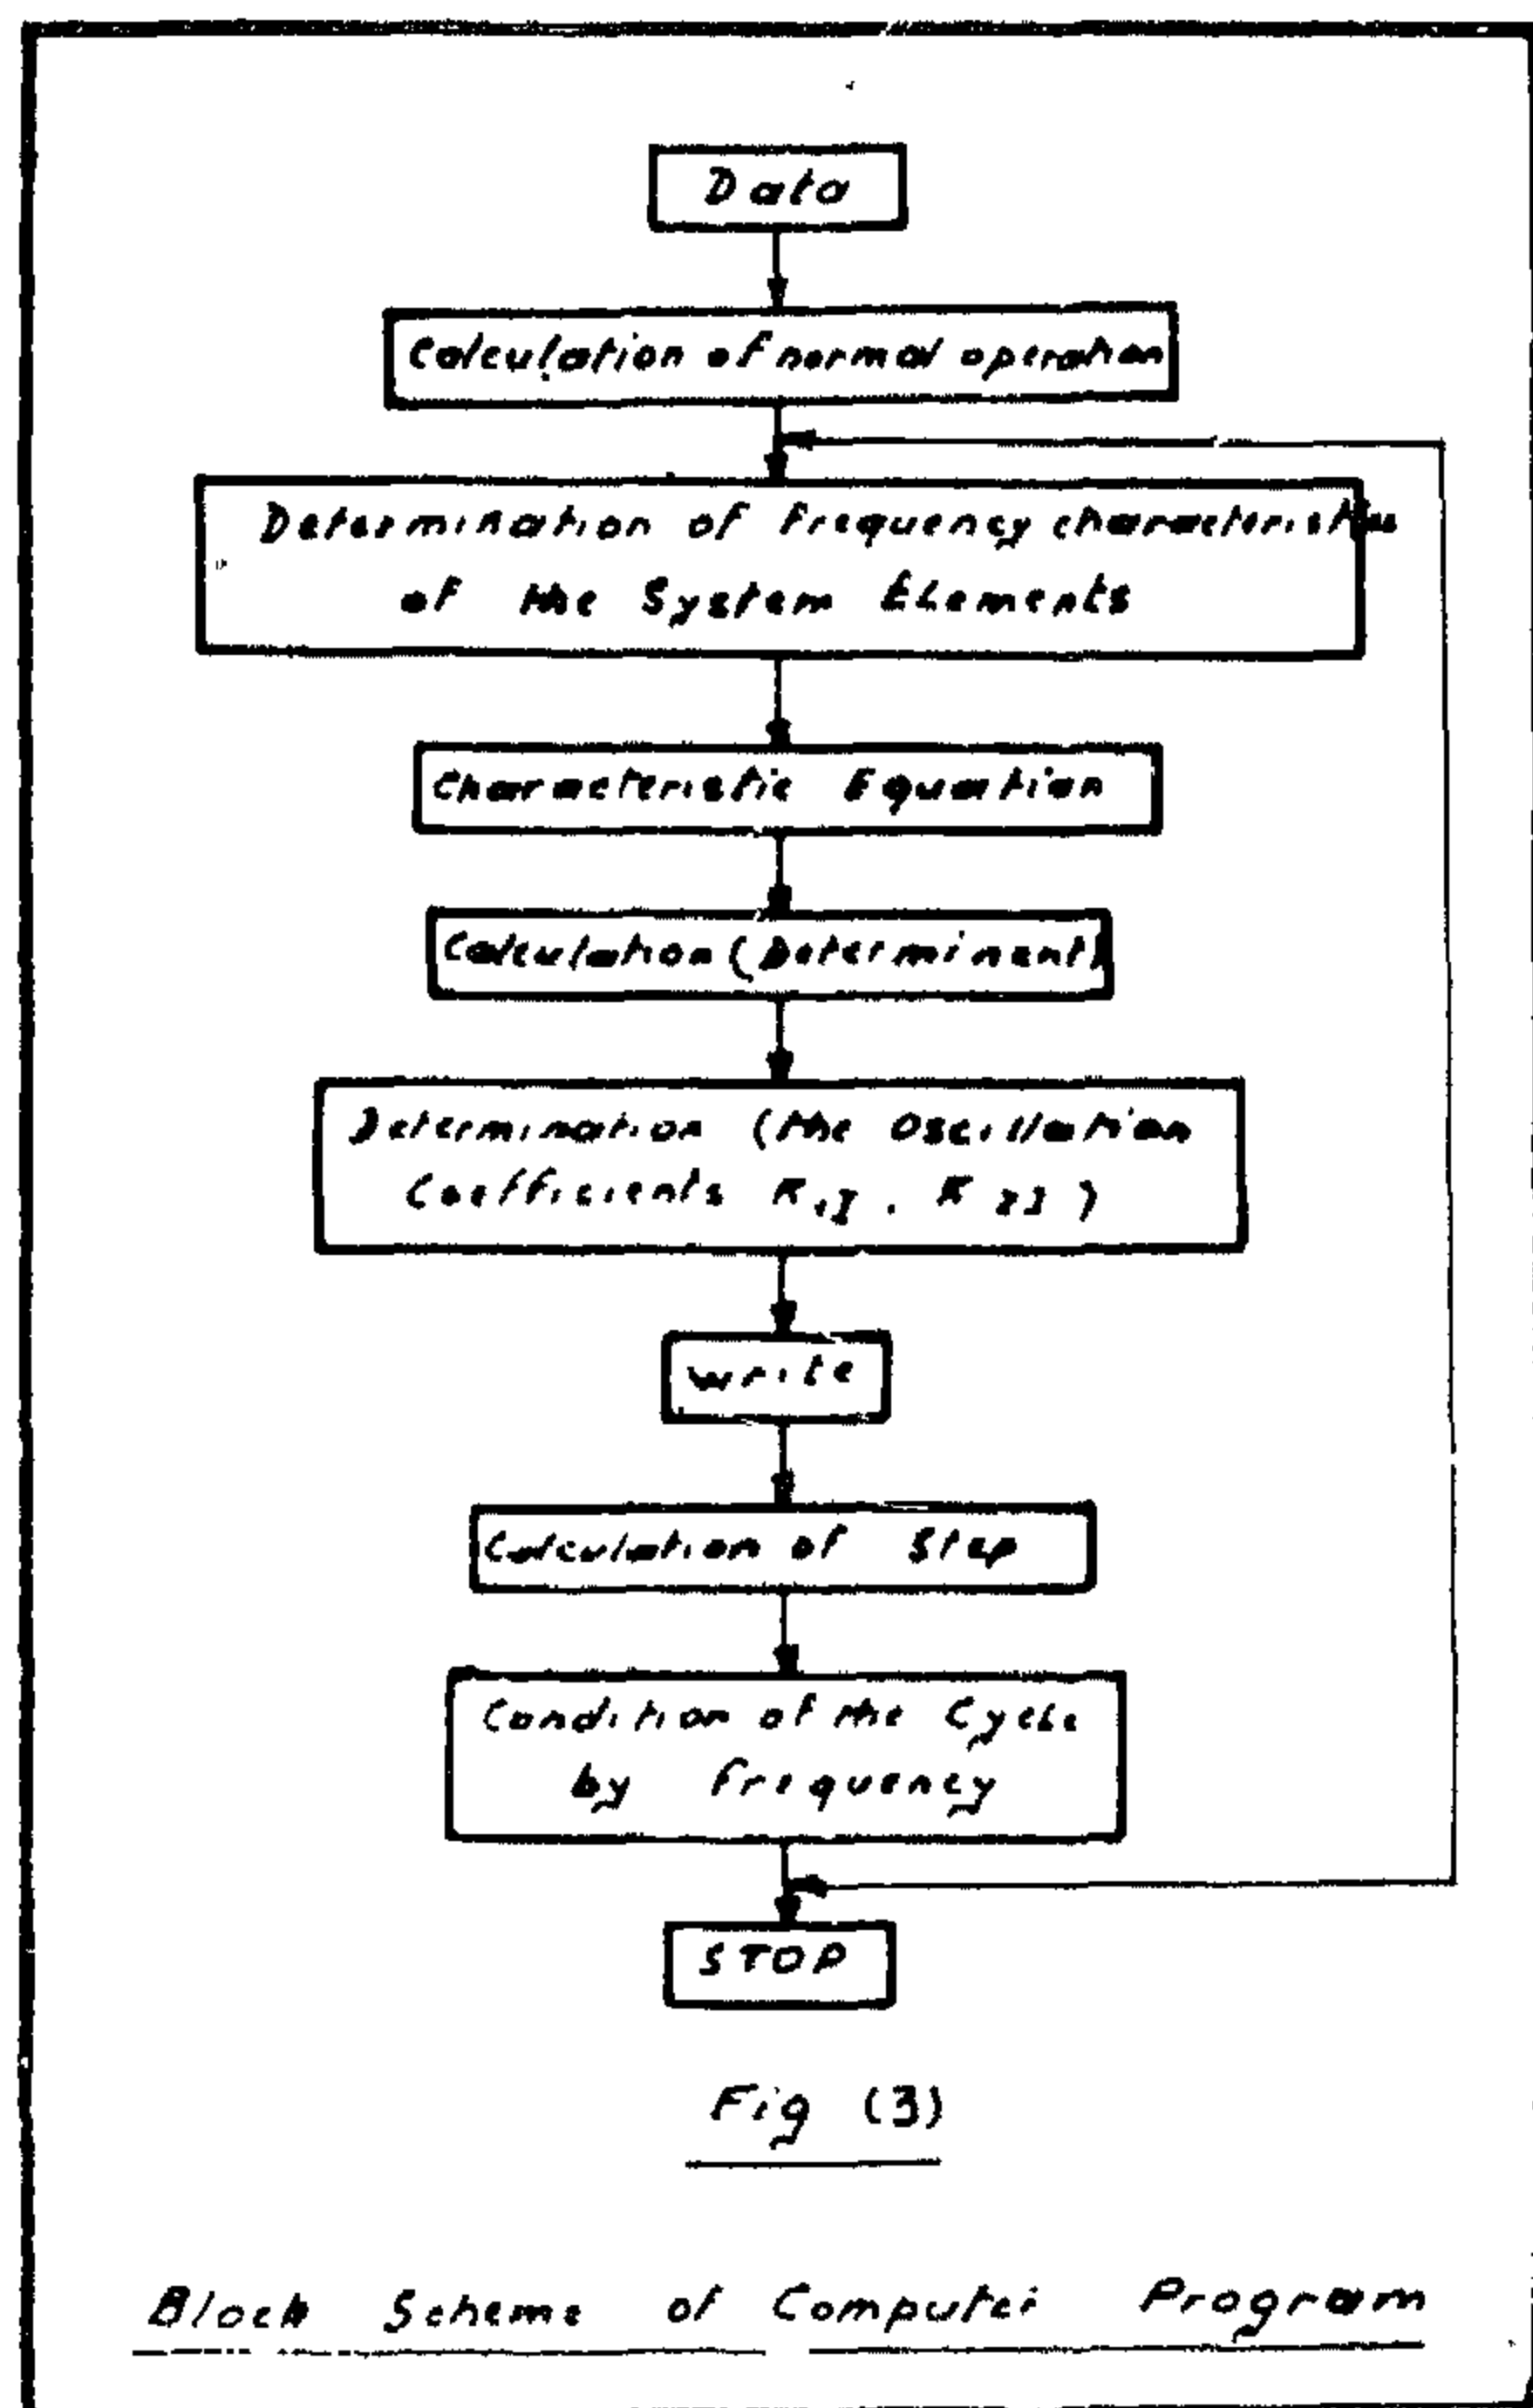 Data
Calculation of normal operation
Determination of frequency characteristics
of the System Elements
Characteristic Equation
Calculation (Determinent)
Determination (the Oscillation
Coefficients
write
Calculation of Step
Condition of the Cycle
by frequency
STOP
Fig (3)
Block Scheme of Computer Program